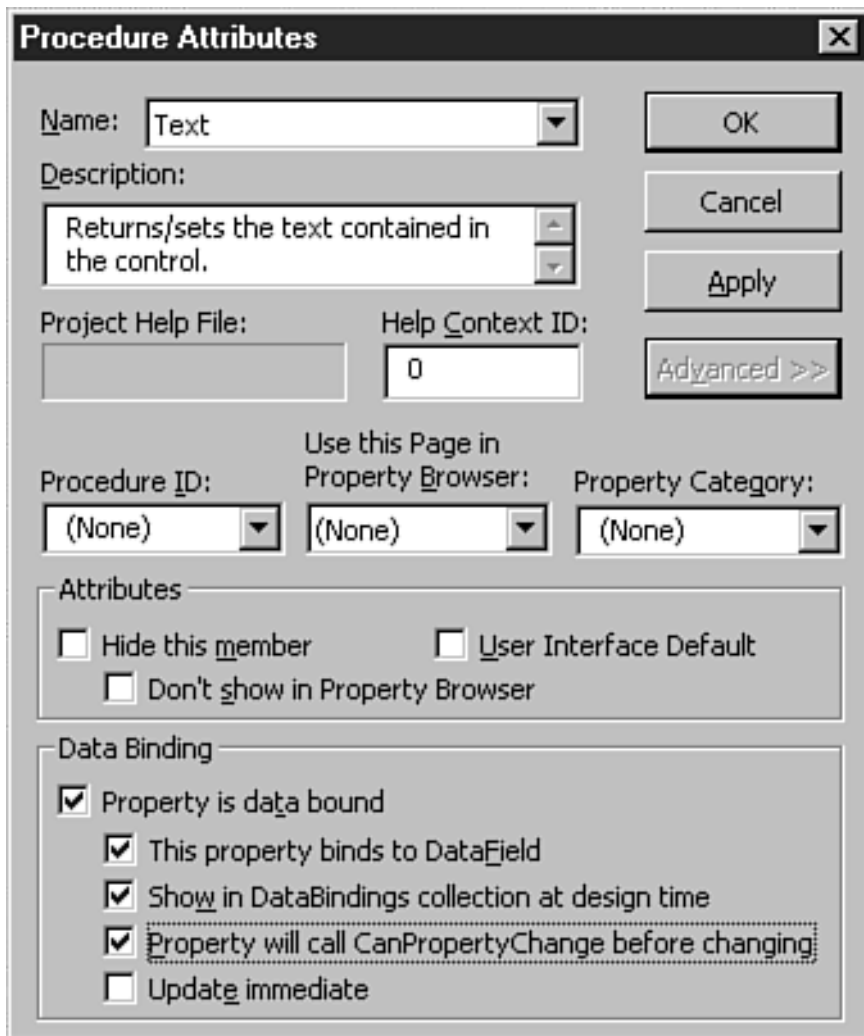 Procedure Attributes
Name: Text
OK
Description:
Cancel
Returns/sets the text contained in
the control.
Apply
Project Help File: Help Context ID:
0
Advanced >>
Use this Page in
Procedure ID: Property Browser: Property Category:
(None) (None) (None)
Attributes
Hide this member User Interface Default
Don't show in Property Browser
Data Binding
Property is data bound
This property binds to DataField
Show in DataBindings collection at design time
Property will call CanPropertyChange before changing
Update immediate